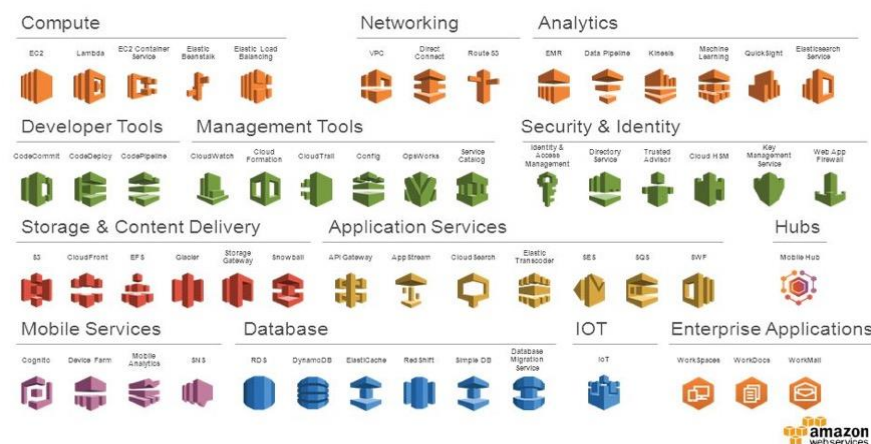 Compute
Networking
Analytics
EC2
Lambda
EC2 Container
Service
Elastic
Beanstalk
Elastic Load
Balancing
VPC
Direct
Connect
Route 53
EMR
Data Pipeline
Kinesis
Machine
Learning
QuickSight
Elasticsearch
Service
Developer Tools
Management Tools
Security & Identity
CodeCommit
CodeDeploy
CodePipeline
CloudWatch
Cloud
Formation
CloudTrail
Config
OpsWorks
Service
Catalog
Identity &
Access
Management
Directory
Service
Trusted
Advisor
Cloud HSM
Key
Management
Service
Web App
Firewall
Storage & Content Delivery
Application Services
Hubs
S3
CloudFront
EFS
Glacier
Storage
Gateway
Snowball
API Gateway
AppStream
CloudSearch
Elastic
Transcoder
SES
SQS
SWF
Mobile Hub
Mobile Services
Database
IOT
Enterprise Applications
Cognito
Device Farm
Mobile
Analytics
SNS
RDS
DynamoDB
ElastiCache
RedShift
Simple DB
Database
Migration
Service
IoT
WorkSpaces
WorkDocs
WorkMail
amazon
webservices